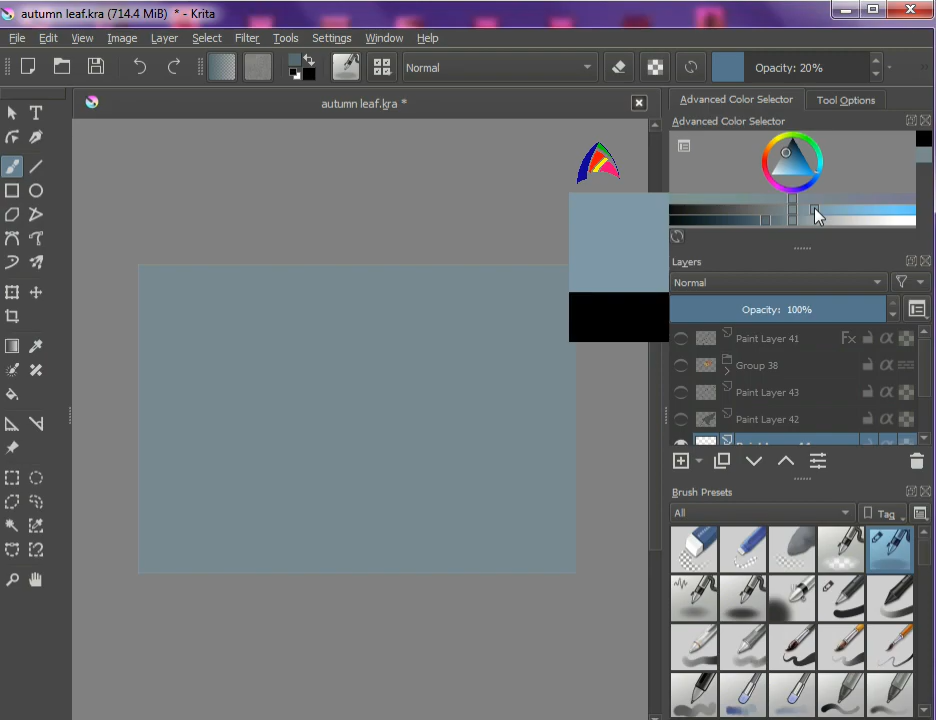 autumn leaf.kra (714.4 MiB) * - Krita
File Edit View Image Layer Select Filter Tools Settings Window Help
Normal
Opacity: 20%
autumn leaf.kra *
Advanced Color Selector
Tool Options
Advanced Color Selector
Layers
Normal
Opacity: 100%
Paint Layer 41
Fx
α
Group 38
α
Paint Layer 43
α
Paint Layer 42
α
Brush Presets
All
Tag